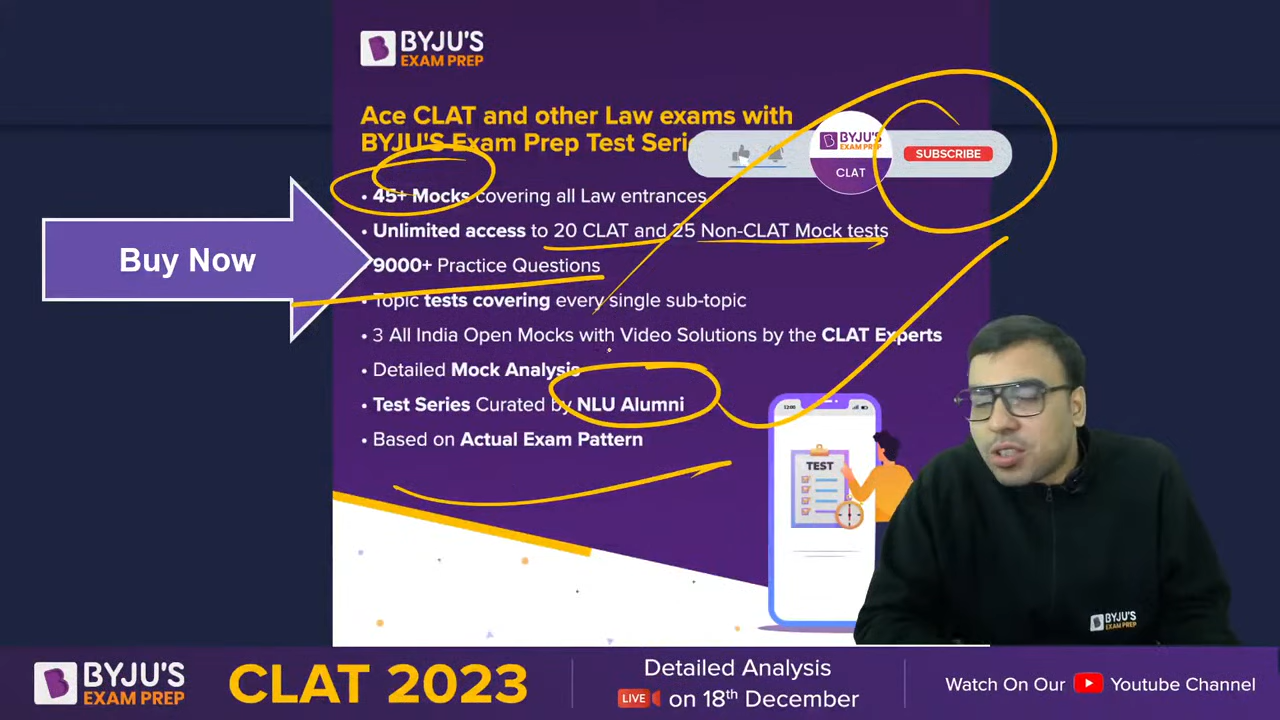 BYJU'S
EXAM PREP
Ace CLAT and other Law exams with
BYJU'S Exam Prep Test Seri
BYJU'S
EXAM PREP
CLAT
SUBSCRIBE
• 45+ Mocks covering all Law entrances
• Unlimited access to 20 CLAT and 25 Non-CLAT Mock tests
Buy Now
9000+ Practice Questions
• Topic tests covering every single sub-topic
• 3 All India Open Mocks with Video Solutions by the CLAT Experts
• Detailed Mock Analysis
• Test Series Curated by NLU Alumni
• Based on Actual Exam Pattern
12:00
TEST
BYJU'S
EXAM PREP
BYJU'S
EXAM PREP
CLAT 2023
Detailed Analysis
LIVE on 18th December
Watch On Our Youtube Channel